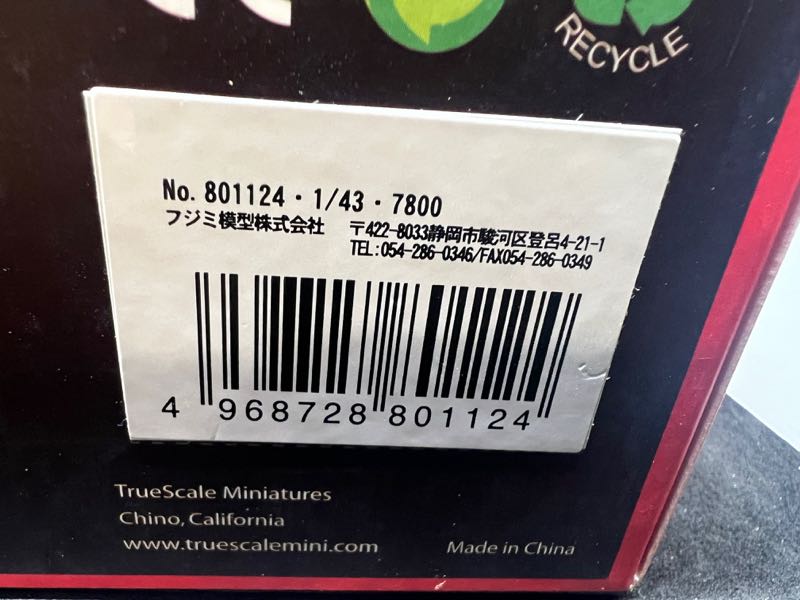 RECYCLE
No. 801124・1/43・7800
フジミ模型株式会社 〒422-8033静岡市駿河区登呂4-21-1
TEL:054-286-0346/FAX054-286-0349
4 968728 801124
TrueScale Miniatures
Chino, California
www.truescalemini.com Made in China